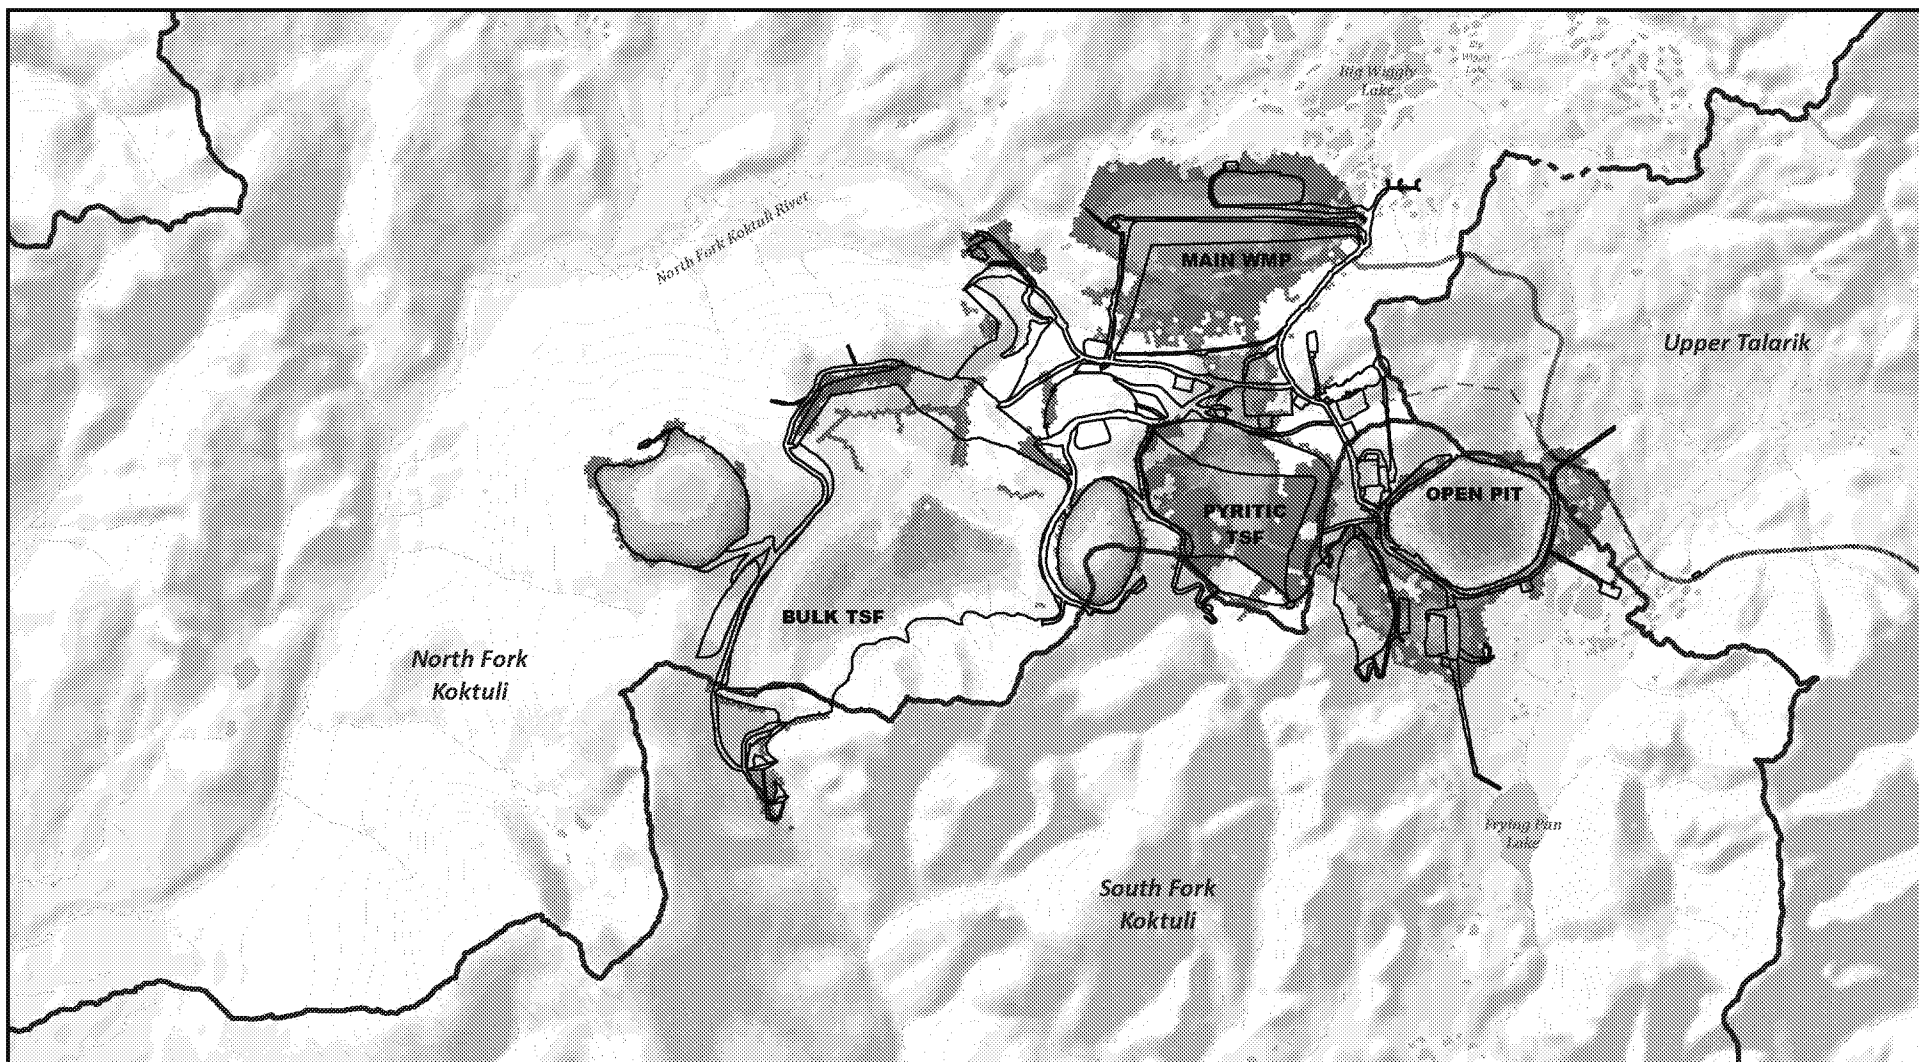 Big Wiggly
Lake
North Fork Koktuli River
MAIN WMP
Upper Talarik
OPEN PIT
PYRITIC
TSF
BULK TSF
North Fork
Koktuli
Frying Pan
Lake
South Fork
Koktuli